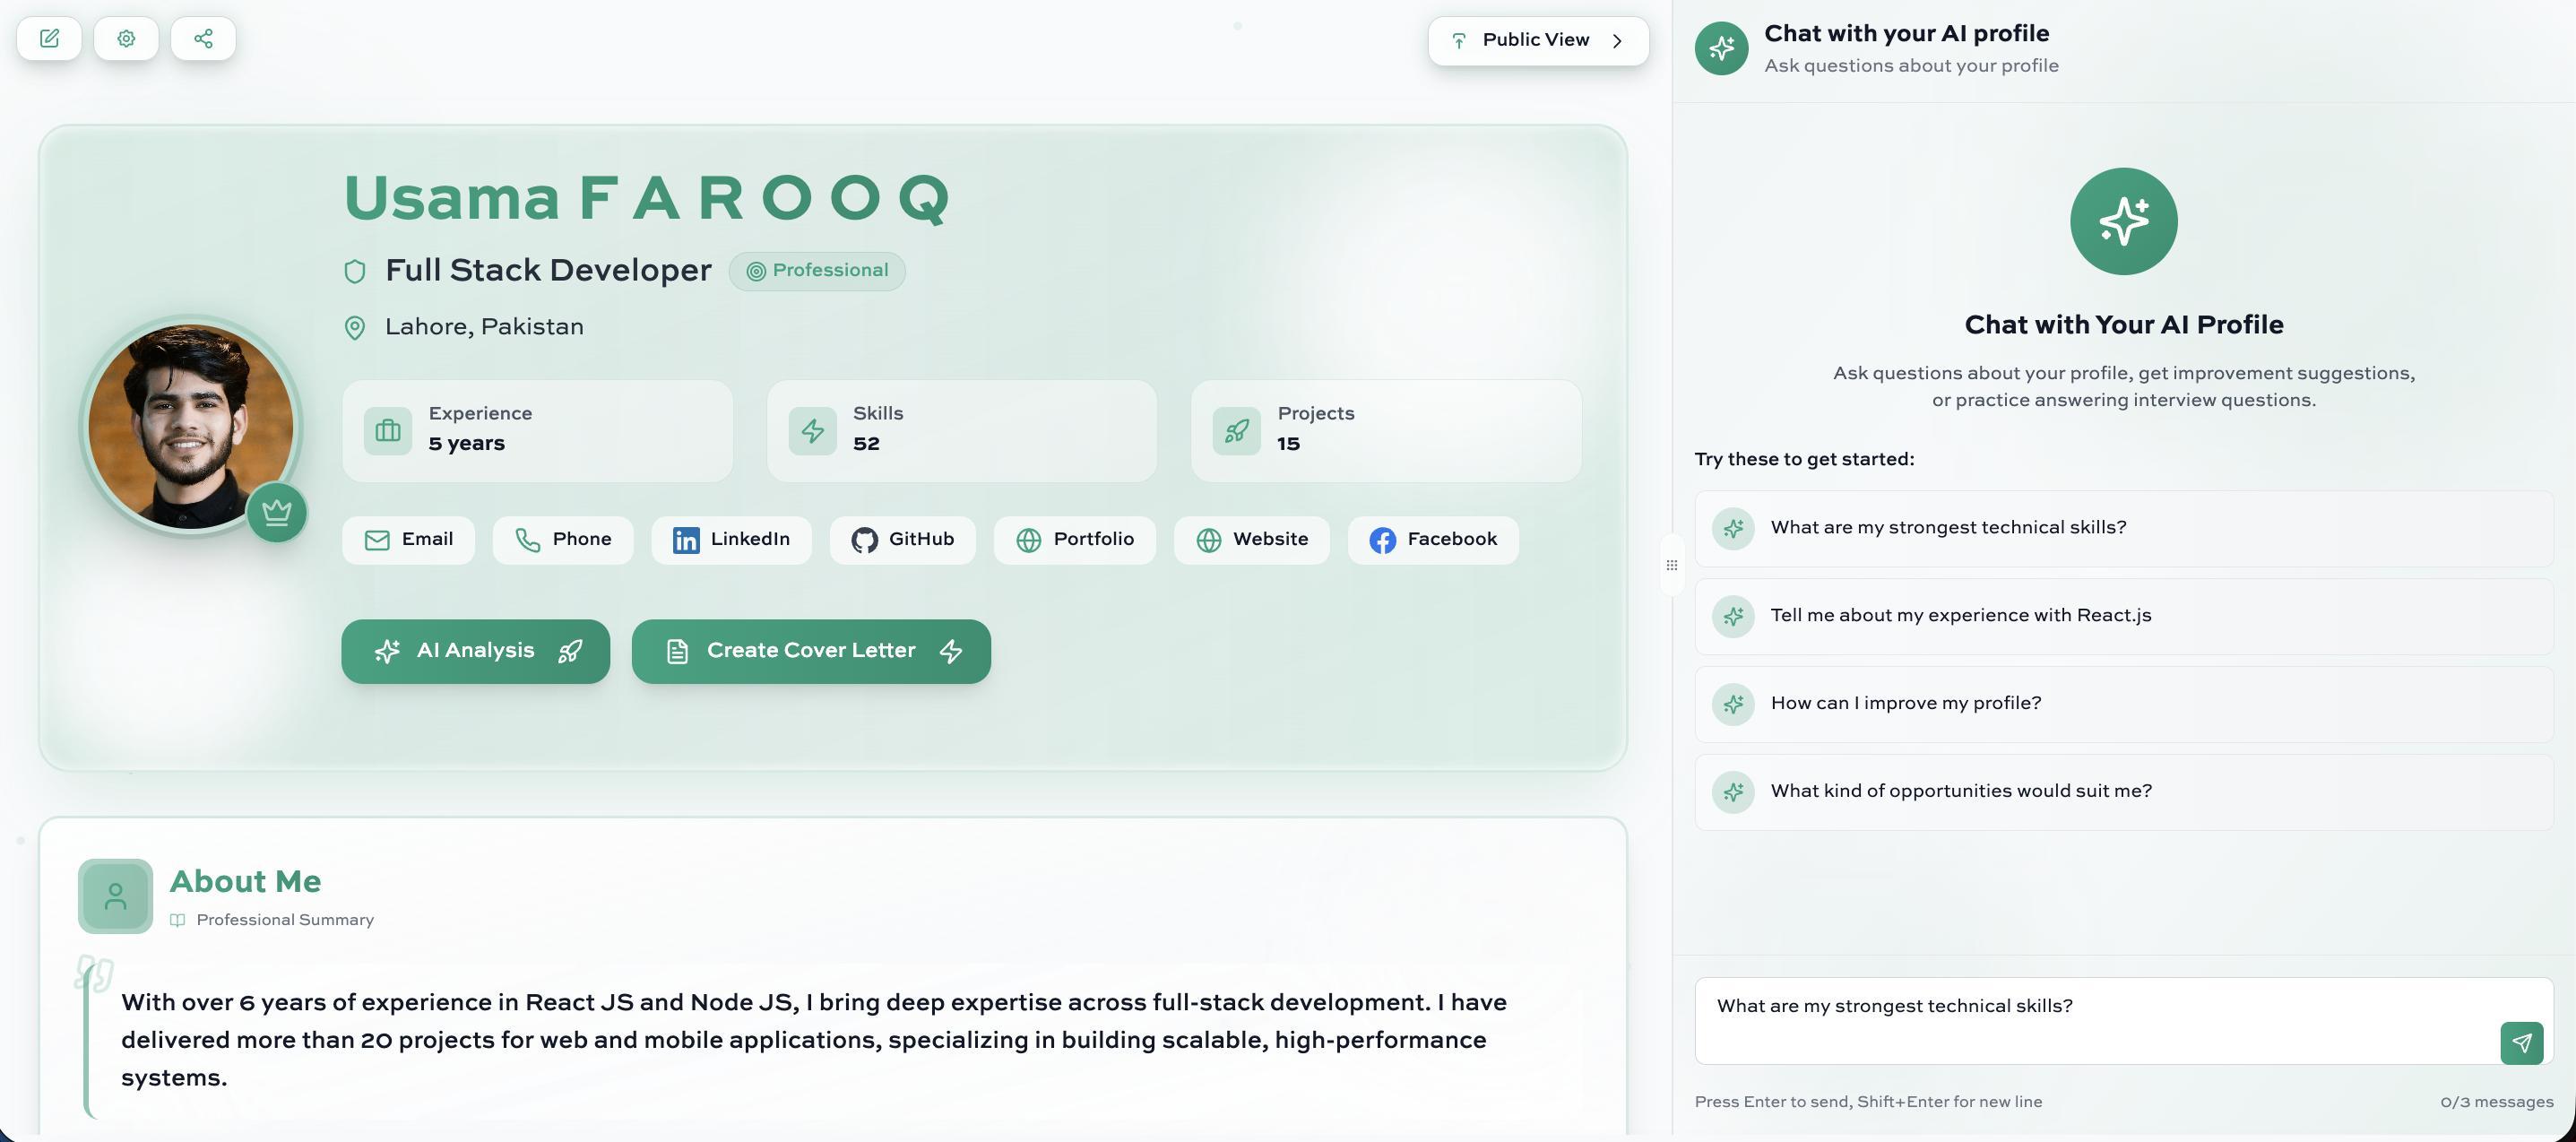 Public View
Usama F A R O O Q
Full Stack Developer
Professional
Lahore, Pakistan
Experience
5 years
Skills
52
Projects
15
Email
Phone
LinkedIn
GitHub
Portfolio
Website
Facebook
AI Analysis
Create Cover Letter
About Me
Professional Summary
With over 6 years of experience in React JS and Node JS, I bring deep expertise across full-stack development. I have
delivered more than 20 projects for web and mobile applications, specializing in building scalable, high-performance
systems.
Chat with your AI profile
Ask questions about your profile
Chat with Your AI Profile
Ask questions about your profile, get improvement suggestions,
or practice answering interview questions.
Try these to get started:
What are my strongest technical skills?
Tell me about my experience with React.js
How can I improve my profile?
What kind of opportunities would suit me?
What are my strongest technical skills?
Press Enter to send, Shift+Enter for new line
0/3 messages